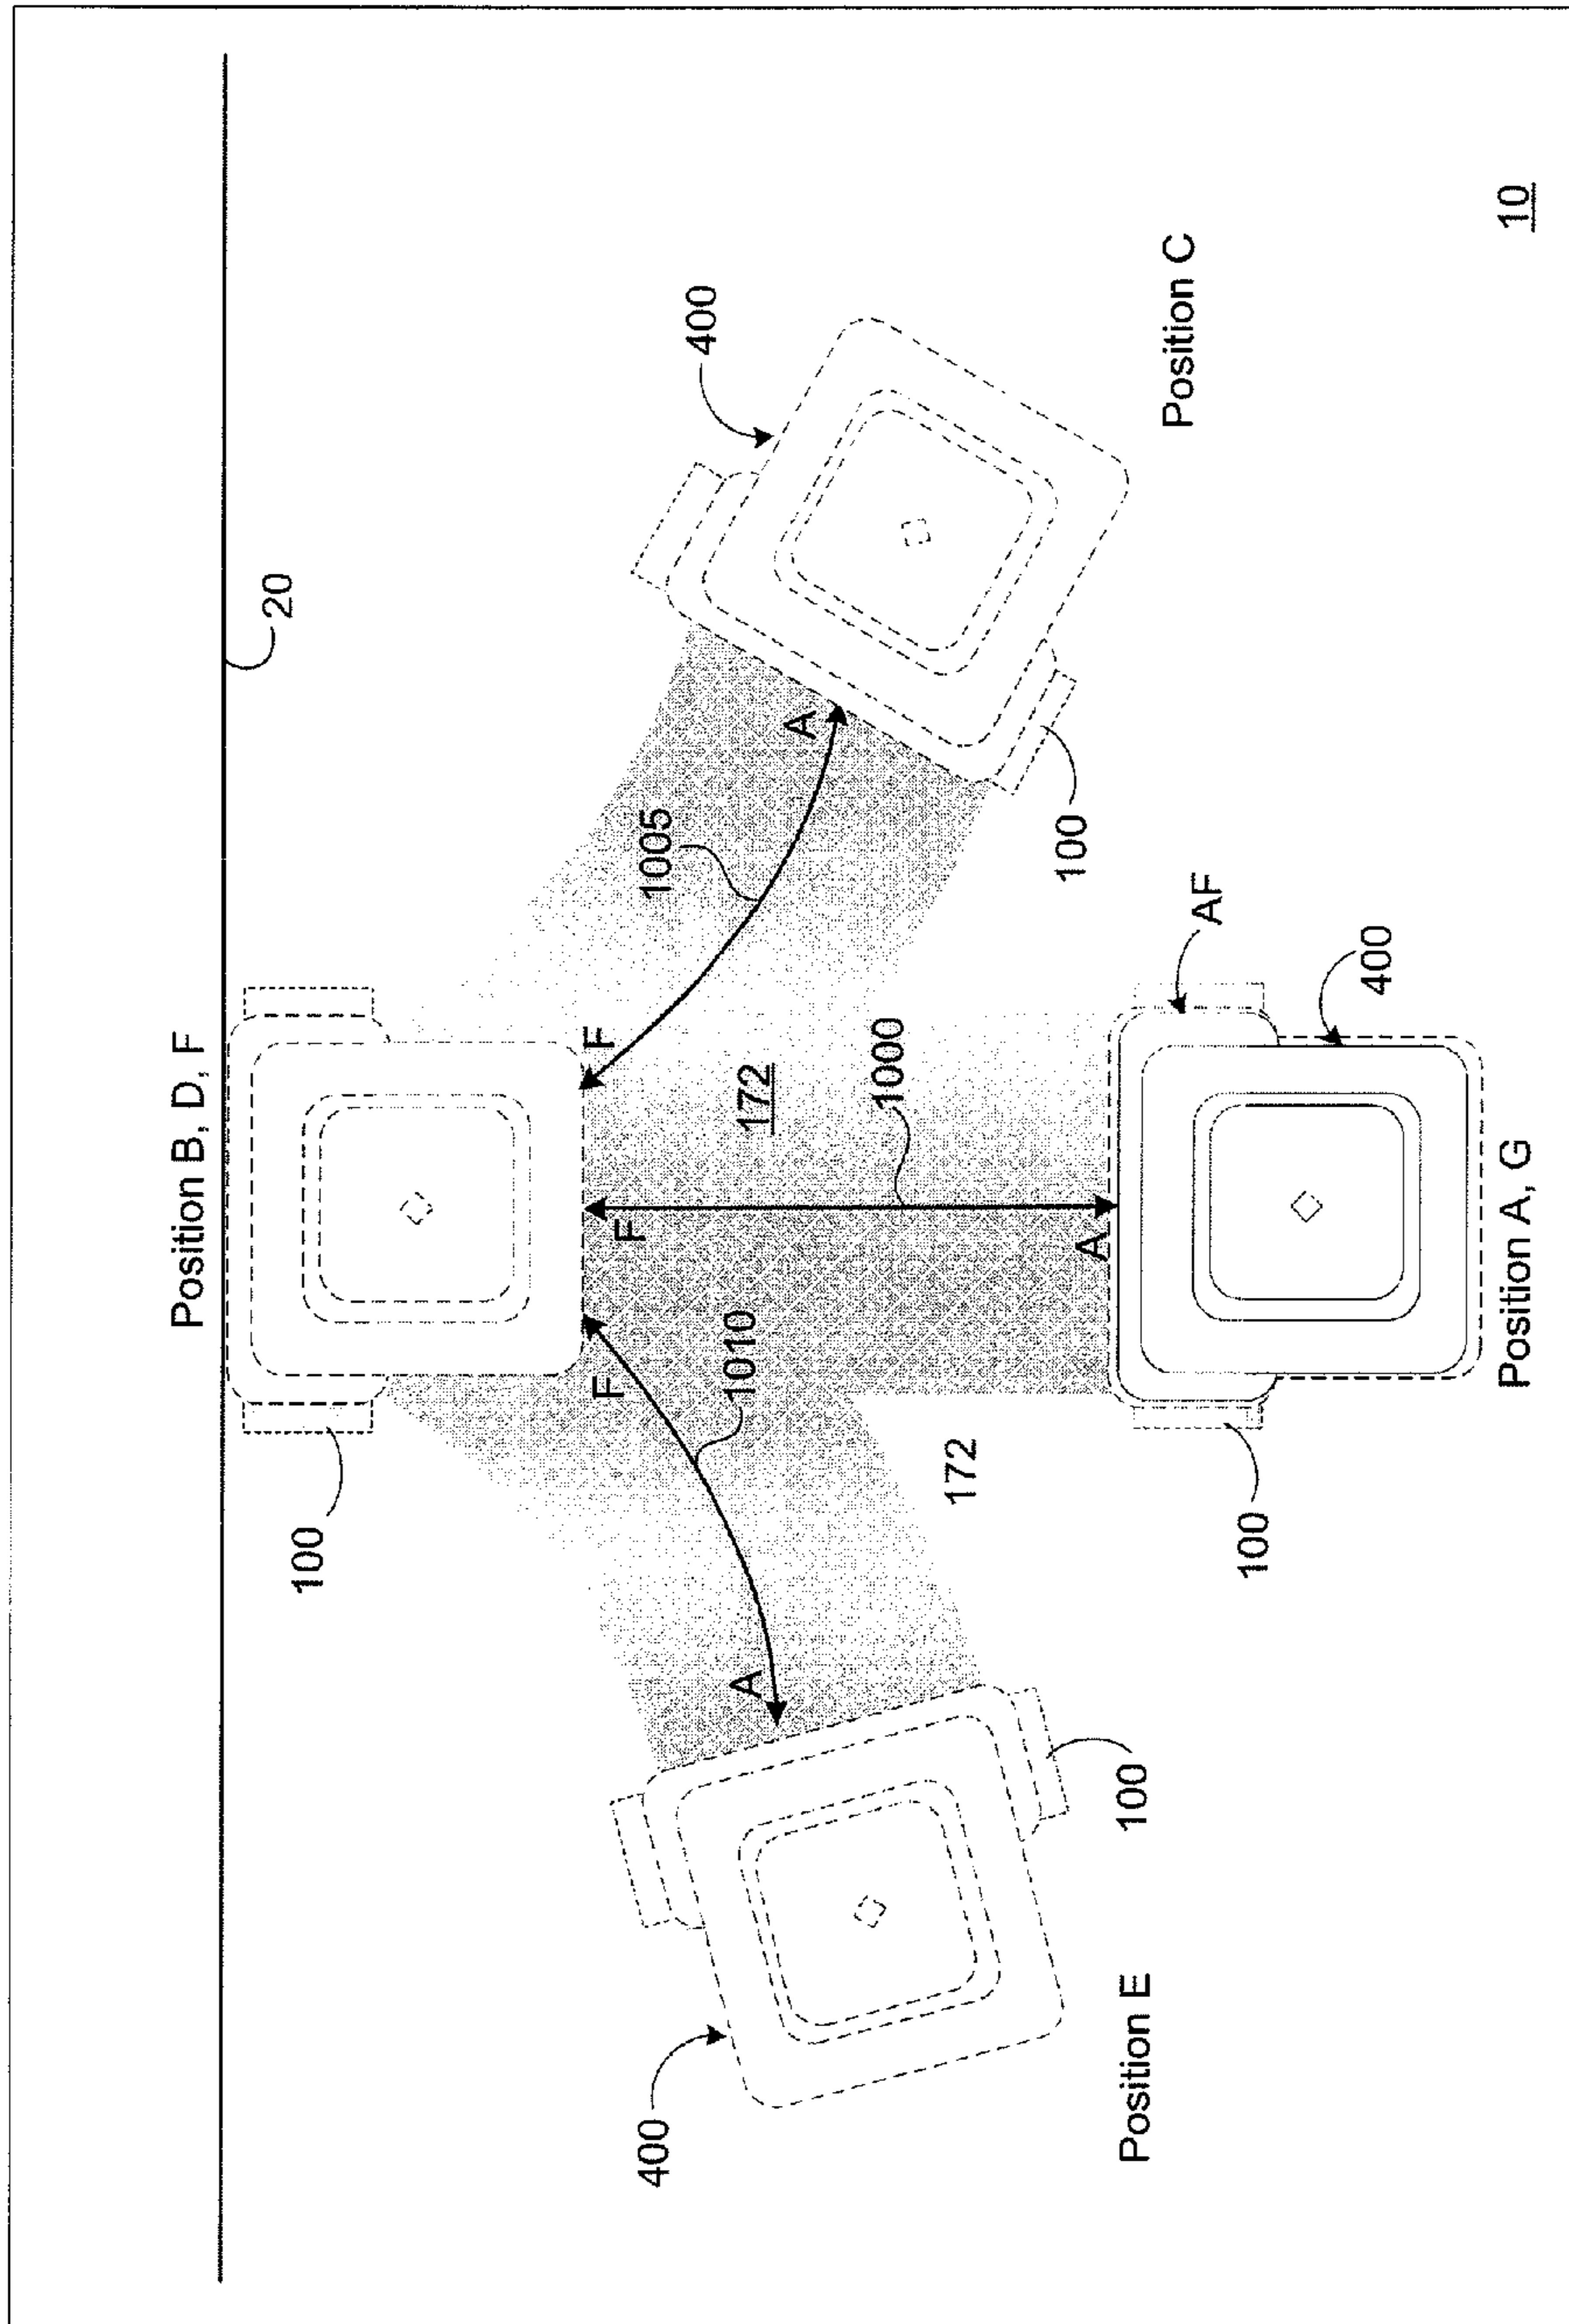 Position B, D, F
20
100
F
F
F
400
1005
400
1010
A
172
A
1000
172
100
A
Position E
100
Position C
AF
100
400
Position A, G
10